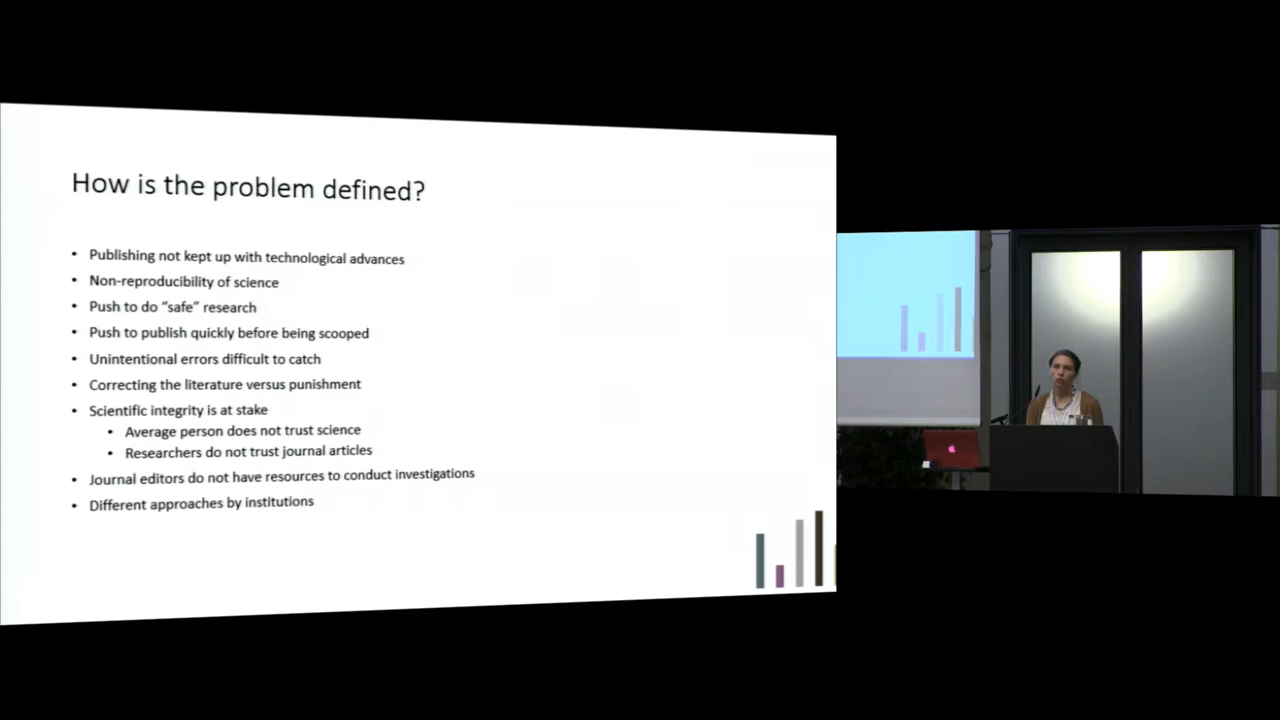 How is the problem defined?
• Publishing not kept up with technological advances
• Non-reproducibility of science
• Push to do “safe” research
• Push to publish quickly before being scooped
• Unintentional errors difficult to catch
• Correcting the literature versus punishment
• Scientific integrity is at stake
• Average person does not trust science
• Researchers do not trust journal articles
• Journal editors do not have resources to conduct investigations
• Different approaches by institutions